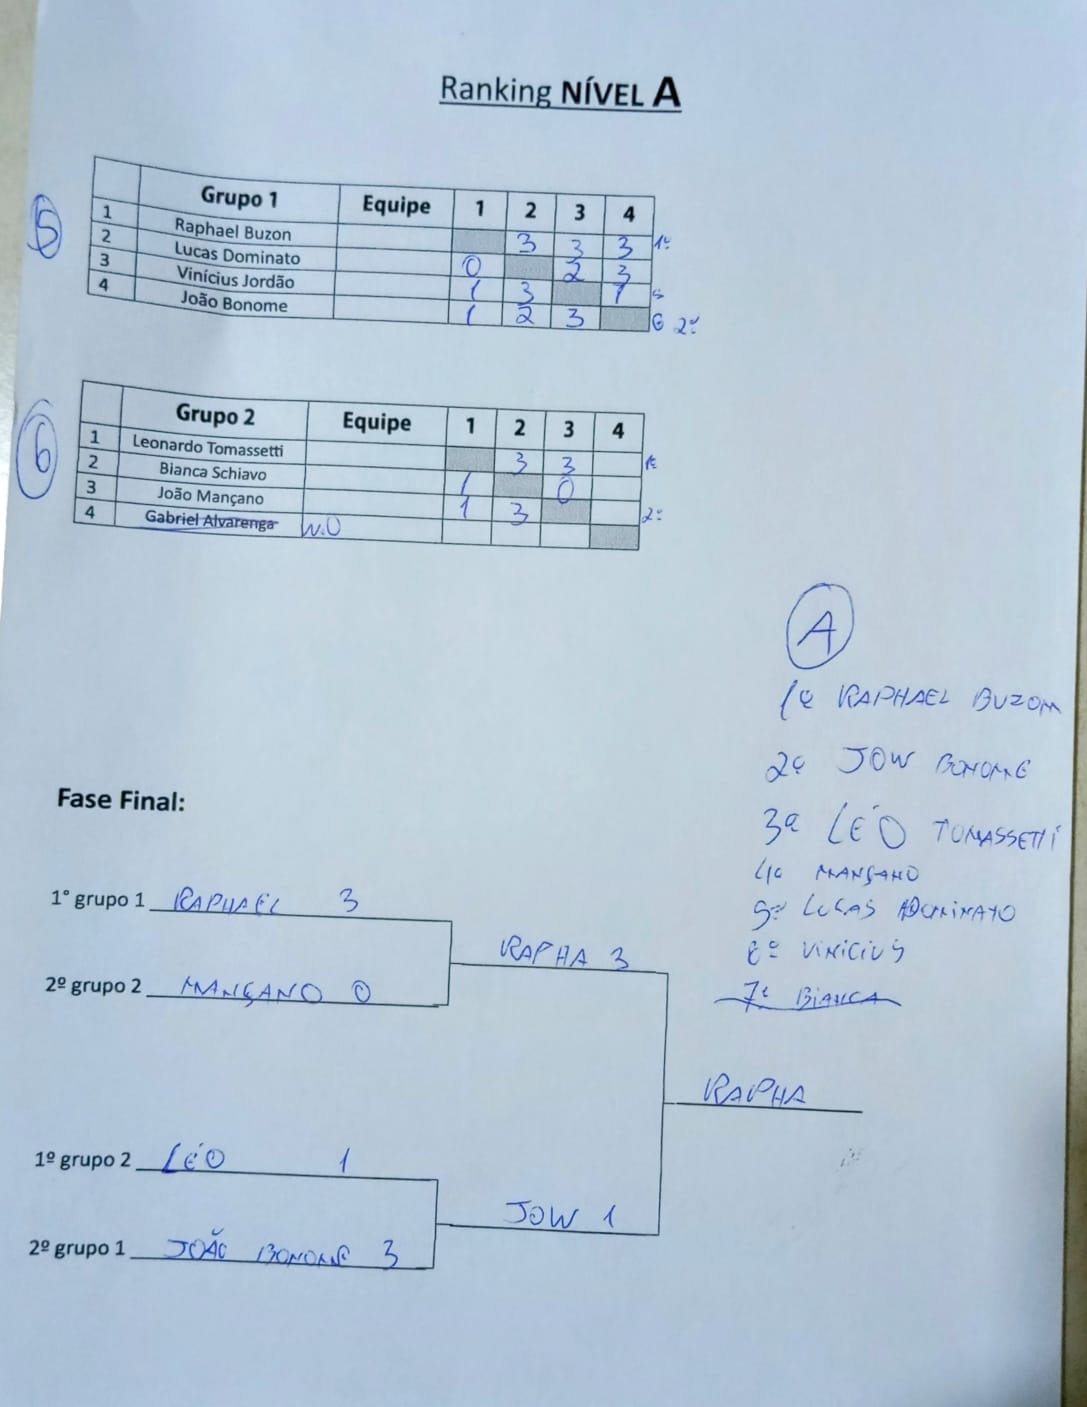 Ranking NÍVEL A
5
Grupo 1 Equipe 1 2 3 4
1 Raphael Buzon 3 3 3 1º
2 Lucas Dominato 0 2 3
3 Vinícius Jordão 1 3 1 5
4 João Bonome 1 2 3 6 2º
6
Grupo 2 Equipe 1 2 3 4
1 Leonardo Tomassetti 3 3 1º
2 Bianca Schiavo 1 0
3 João Mançano 1 3 2º
4 Gabriel Alvarenga W.O
A
1º RAPHAEL BUZOM
2º JOW BONOME
3º LÉO TOMASSETTI
4º MANÇANO
5º LUCAS DOMINATO
6º VINICIUS
7º BIANCA
Fase Final:
1° grupo 1 RAPHAEL 3
RAPHA 3
2º grupo 2 MANÇANO 0
RAPHA
1º grupo 2 LÉO 1
JOW 1
2º grupo 1 JOÃO BONOME 3